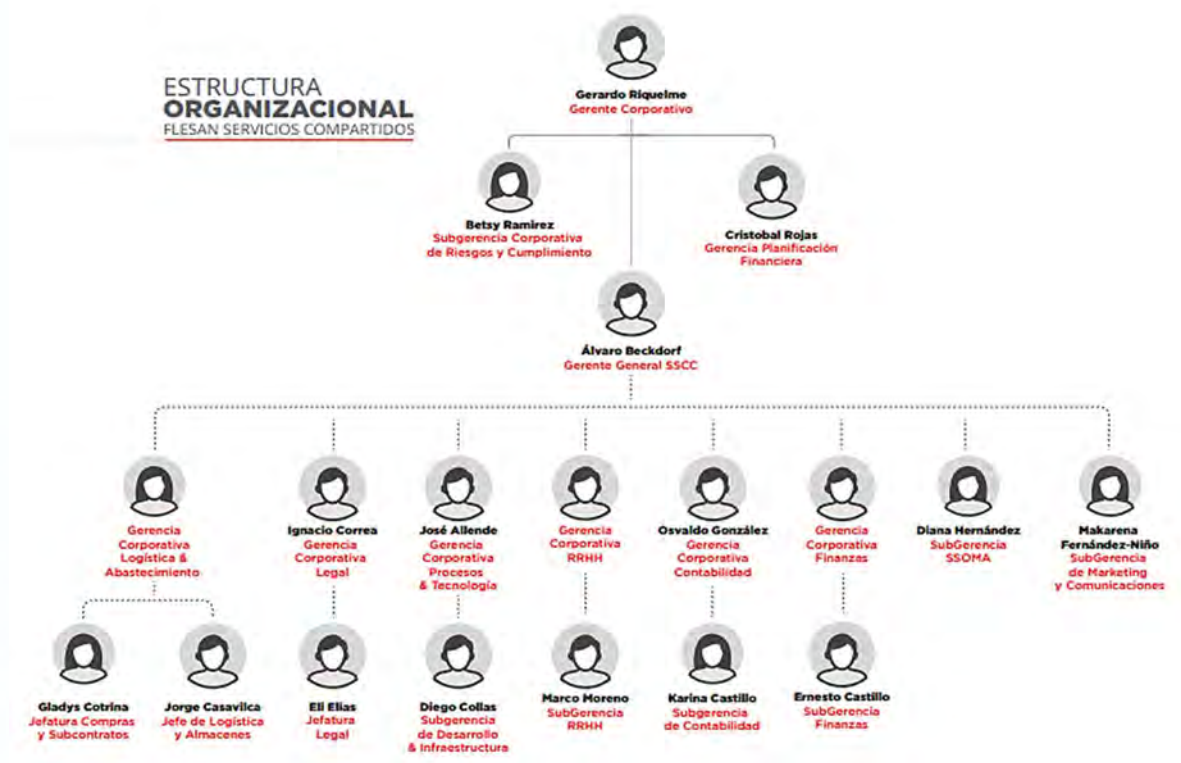 ESTRUCTURA
ORGANIZACIONAL
FLESAN SERVICIOS COMPARTIDOS
Gerardo Riquelme
Gerente Corporativo
Betsy Ramirez
Subgerencia Corporativa
de Riesgos y Cumplimiento
Cristobal Rojas
Gerencia Planificación
Financiera
Álvaro Beckdorf
Gerente General SSCC
Gerencia
Corporativa
Logística &
Abastecimiento
Ignacio Correa
Gerencia
Corporativa
Legal
José Allende
Gerencia
Corporativa
Procesos
& Tecnología
Gerencia
Corporativa
RRHH
Osvaldo González
Gerencia
Corporativa
Contabilidad
Gerencia
Corporativa
Finanzas
Diana Hernández
SubGerencia
SSOMA
Makarena
Fernández-Niño
SubGerencia
de Marketing
y Comunicaciones
Gladys Cotrina
Jefatura Compras
y Subcontratos
Jorge Casavilca
Jefe de Logística
y Almacenes
Eli Elias
Jefatura
Legal
Diego Collas
Subgerencia
de Desarrollo
& Infraestructura
Marco Moreno
SubGerencia
RRHH
Karina Castillo
Subgerencia
de Contabilidad
Ernesto Castillo
SubGerencia
Finanzas